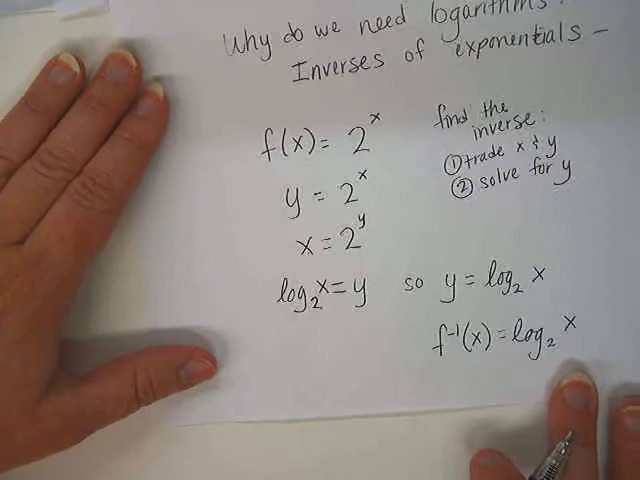 Why do we need logarithms?
Inverses of exponentials –
f(x) = 2^x
y = 2^x
x = 2^y
log₂x = y so y = log₂ x
f⁻¹(x) = log₂ x
find the
inverse:
① trade x & y
② solve for y